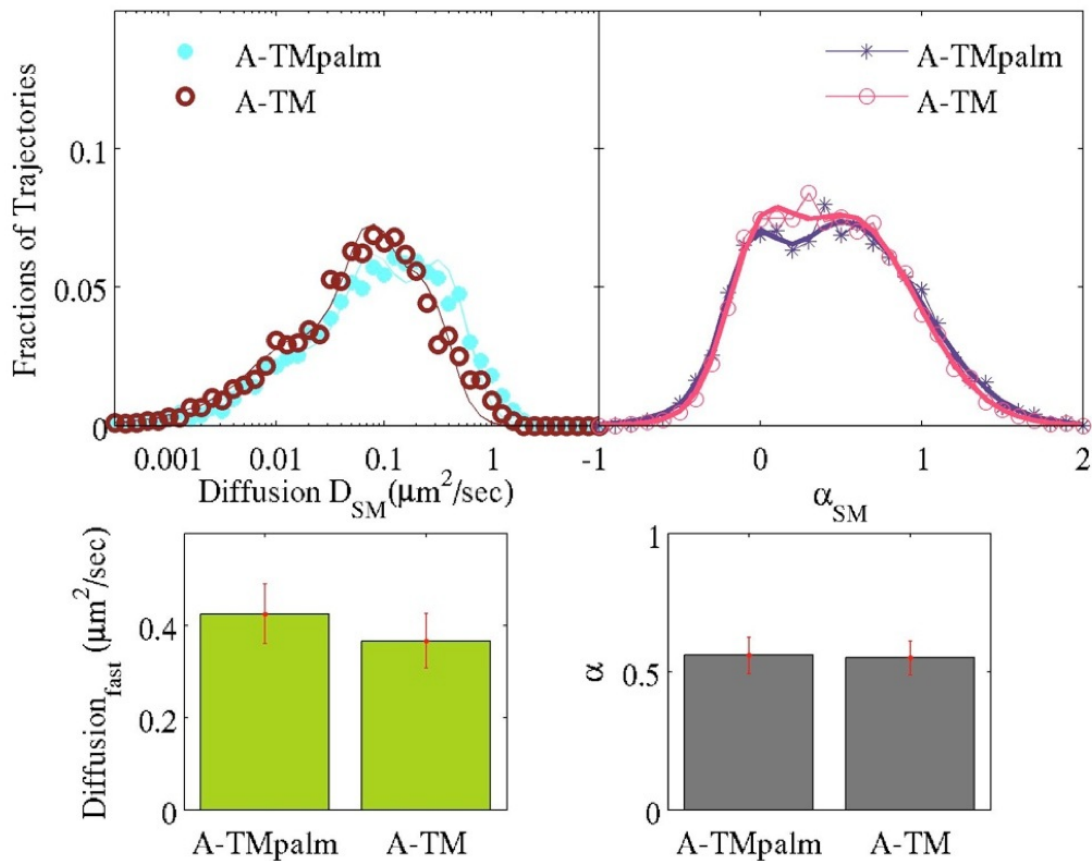 A-TMpalm
A-TM
A-TMpalm
A-TM
Fractions of Trajectories
0.1
0.05
0
0.001 0.01 0.1 1 -1 0 1 2
Diffusion D_SM(μm²/sec)
α_SM
Diffusion_fast (μm²/sec)
0.4
0.2
0
A-TMpalm A-TM
α
1
0.5
0
A-TMpalm A-TM